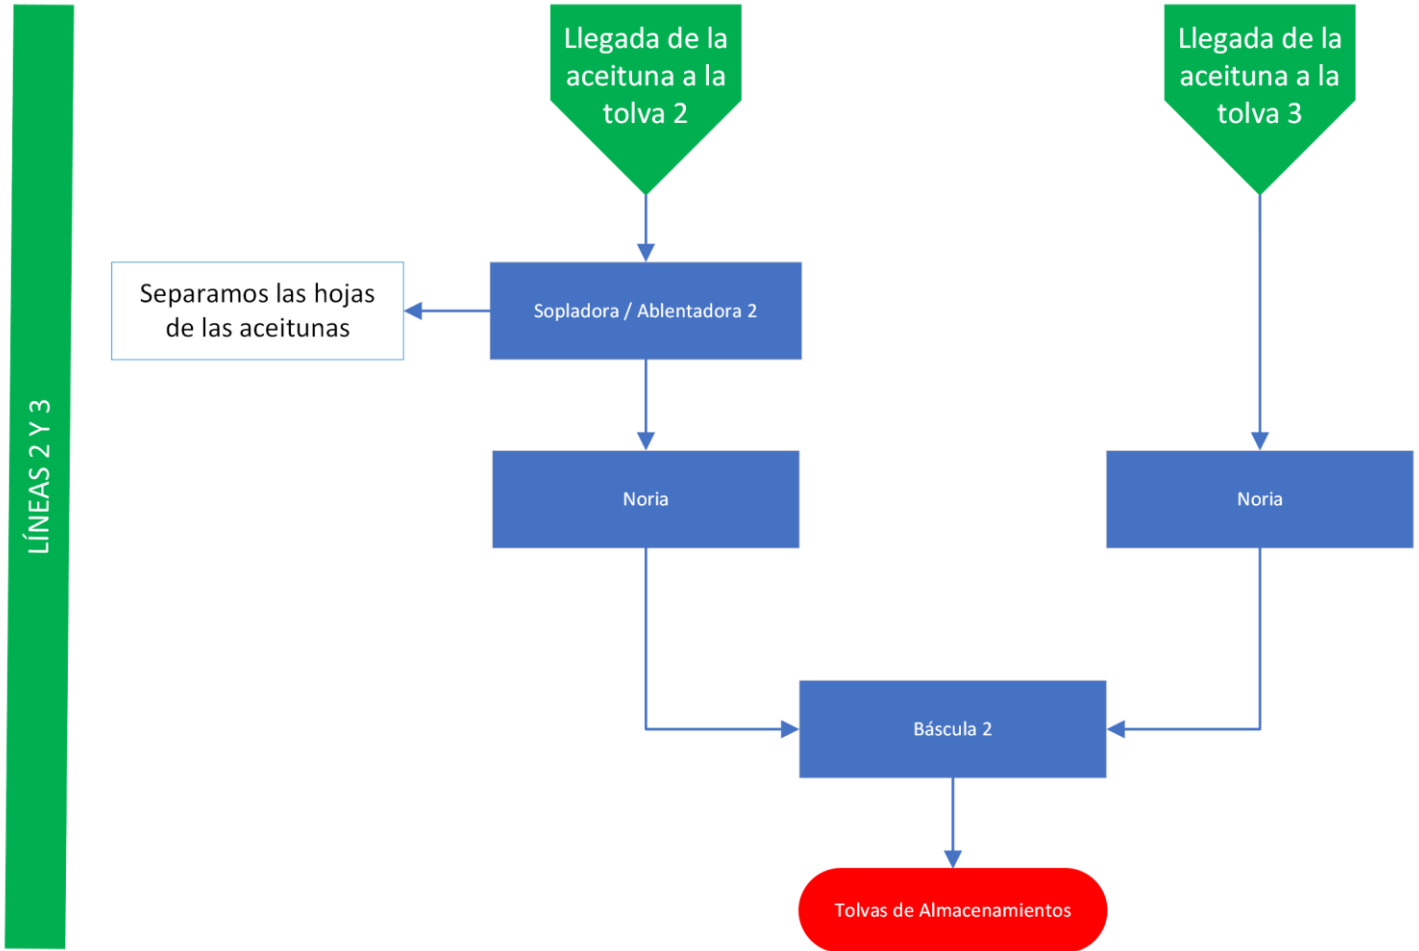 Llegada de la
aceituna a la
tolva 2
Llegada de la
aceituna a la
tolva 3
Separamos las hojas
de las aceitunas
Sopladora / Ablentadora 2
LÍNEAS 2 Y 3
Noria
Noria
Báscula 2
Tolvas de Almacenamientos